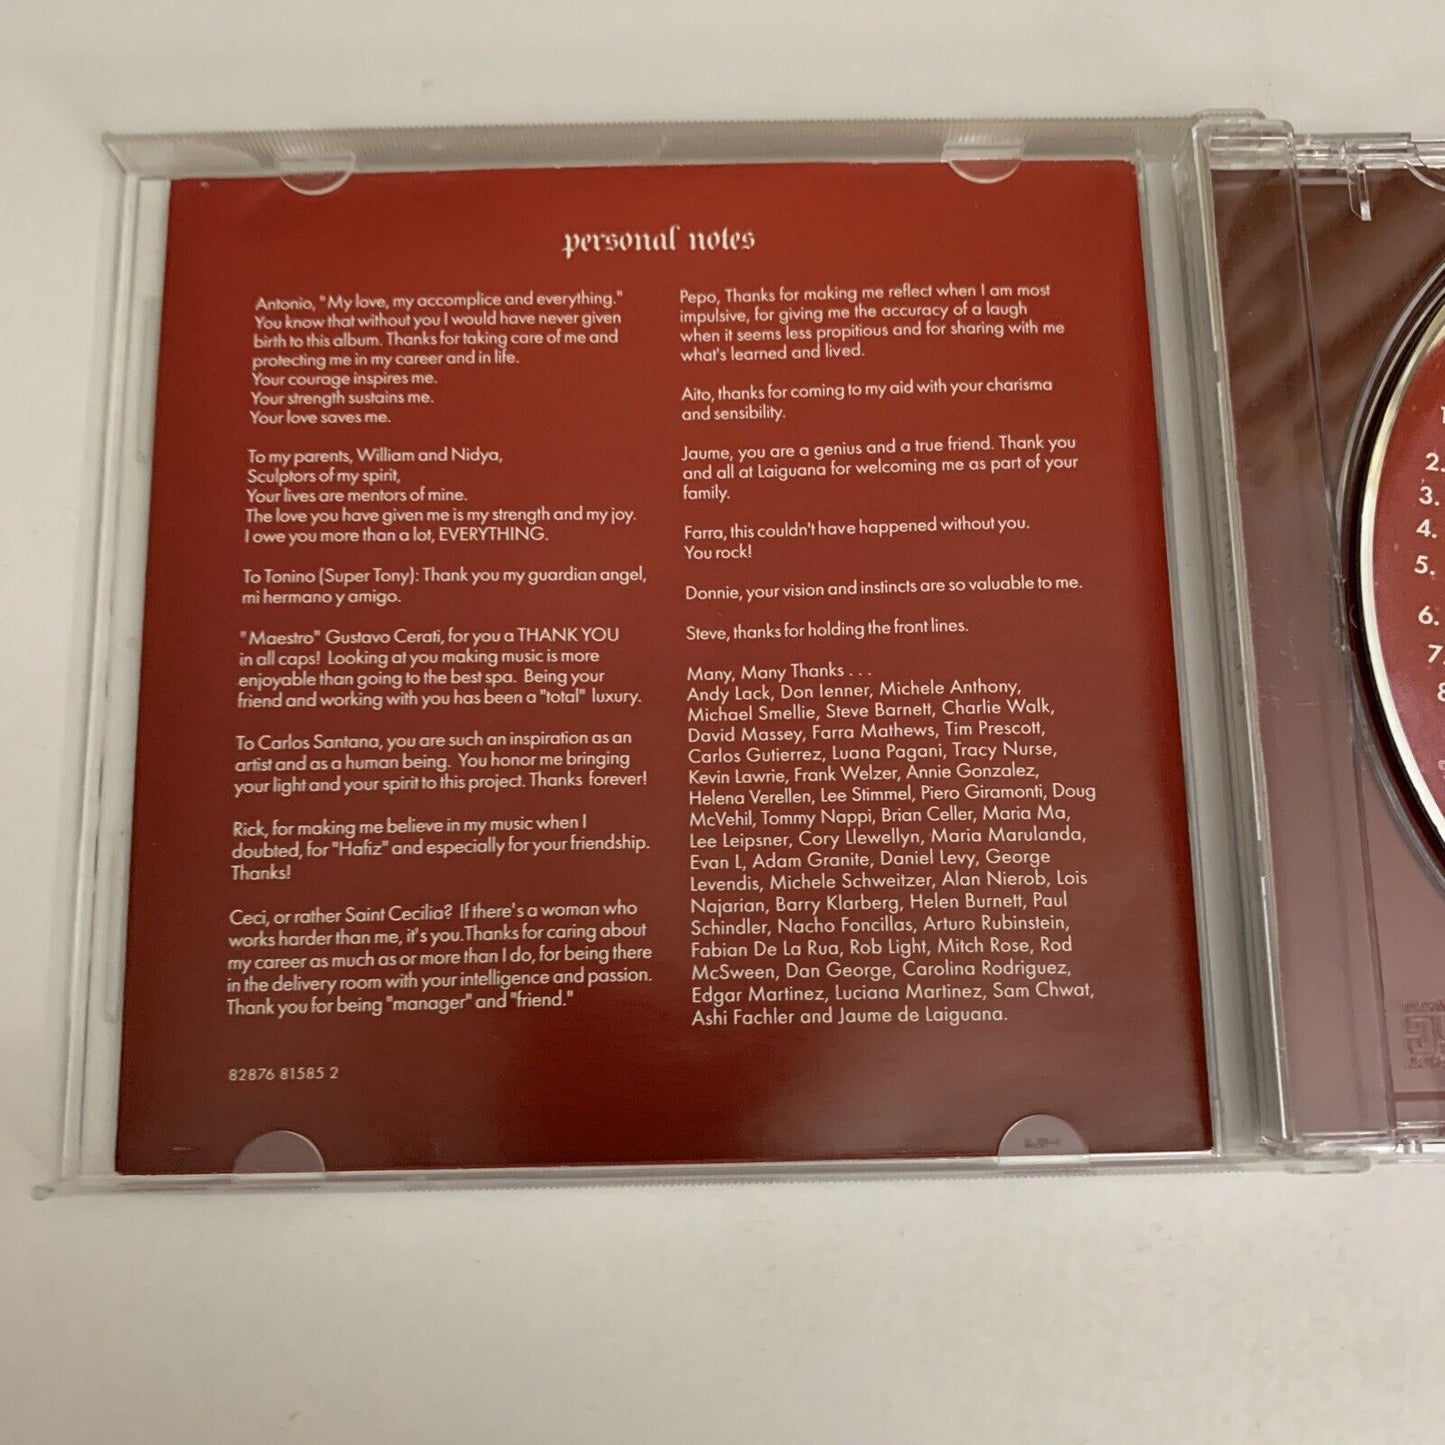 personal notes
Antonio, "My love, my accomplice and everything."
You know that without you I would have never given
birth to this album. Thanks for taking care of me and
protecting me in my career and in life.
Your courage inspires me.
Your strength sustains me.
Your love saves me.
To my parents, William and Nidya,
Sculptors of my spirit,
Your lives are mentors of mine.
The love you have given me is my strength and my joy.
I owe you more than a lot, EVERYTHING.
To Tonino (Super Tony): Thank you my guardian angel,
mi hermano y amigo.
"Maestro" Gustavo Cerati, for you a THANK YOU
in all caps! Looking at you making music is more
enjoyable than going to the best spa. Being your
friend and working with you has been a "total" luxury.
To Carlos Santana, you are such an inspiration as an
artist and as a human being. You honor me bringing
your light and your spirit to this project. Thanks forever!
Rick, for making me believe in my music when I
doubted, for "Hafiz" and especially for your friendship.
Thanks!
Ceci, or rather Saint Cecilia? If there's a woman who
works harder than me, it's you.Thanks for caring about
my career as much as or more than I do, for being there
in the delivery room with your intelligence and passion.
Thank you for being "manager" and "friend."
82876 81585 2
Pepo, Thanks for making me reflect when I am most
impulsive, for giving me the accuracy of a laugh
when it seems less propitious and for sharing with me
what's learned and lived.
Aito, thanks for coming to my aid with your charisma
and sensibility.
Jaume, you are a genius and a true friend. Thank you
and all at Laiguana for welcoming me as part of your
family.
Farra, this couldn't have happened without you.
You rock!
Donnie, your vision and instincts are so valuable to me.
Steve, thanks for holding the front lines.
Many, Many Thanks . . .
Andy Lack, Don Ienner, Michele Anthony,
Michael Smellie, Steve Barnett, Charlie Walk,
David Massey, Farra Mathews, Tim Prescott,
Carlos Gutierrez, Luana Pagani, Tracy Nurse,
Kevin Lawrie, Frank Welzer, Annie Gonzalez,
Helena Verellen, Lee Stimmel, Piero Giramonti, Doug
McVehil, Tommy Nappi, Brian Celler, Maria Ma,
Lee Leipsner, Cory Llewellyn, Maria Marulanda,
Evan L, Adam Granite, Daniel Levy, George
Levendis, Michele Schweitzer, Alan Nierob, Lois
Najarian, Barry Klarberg, Helen Burnett, Paul
Schindler, Nacho Foncillas, Arturo Rubinstein,
Fabian De La Rua, Rob Light, Mitch Rose, Rod
McSween, Dan George, Carolina Rodriguez,
Edgar Martinez, Luciana Martinez, Sam Chwat,
Ashi Fachler and Jaume de Laiguana.
2.
3.
4.
5.
6.
7
8